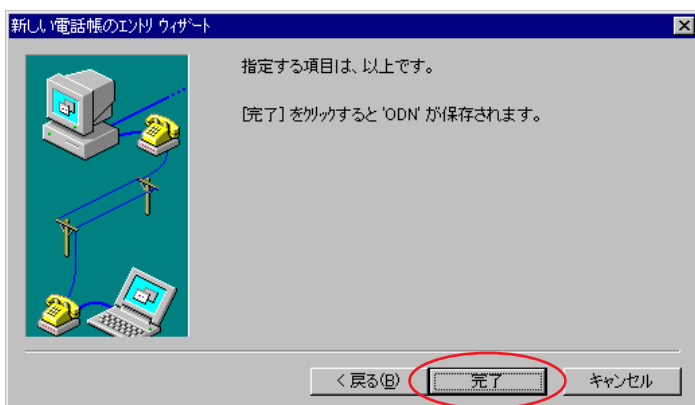 新しい電話帳のエントリ ウィザード
指定する項目は、以上です。
[完了] をクリックすると 'ODN' が保存されます。
< 戻る(B)
完了
キャンセル